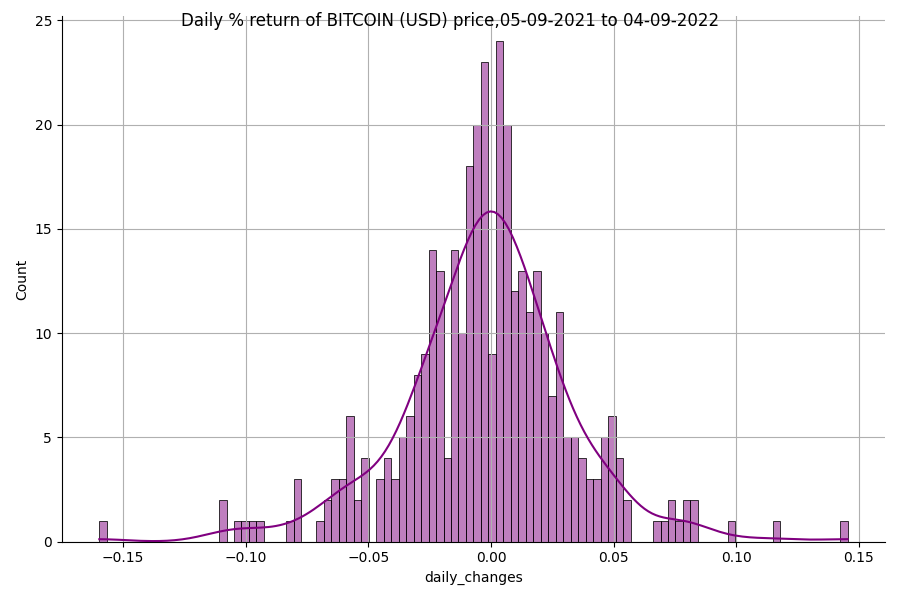 Daily % return of BITCOIN (USD) price,05-09-2021 to 04-09-2022
25
20
15
10
5
0
Count
−0.15 −0.10 −0.05 0.00 0.05 0.10 0.15
daily_changes